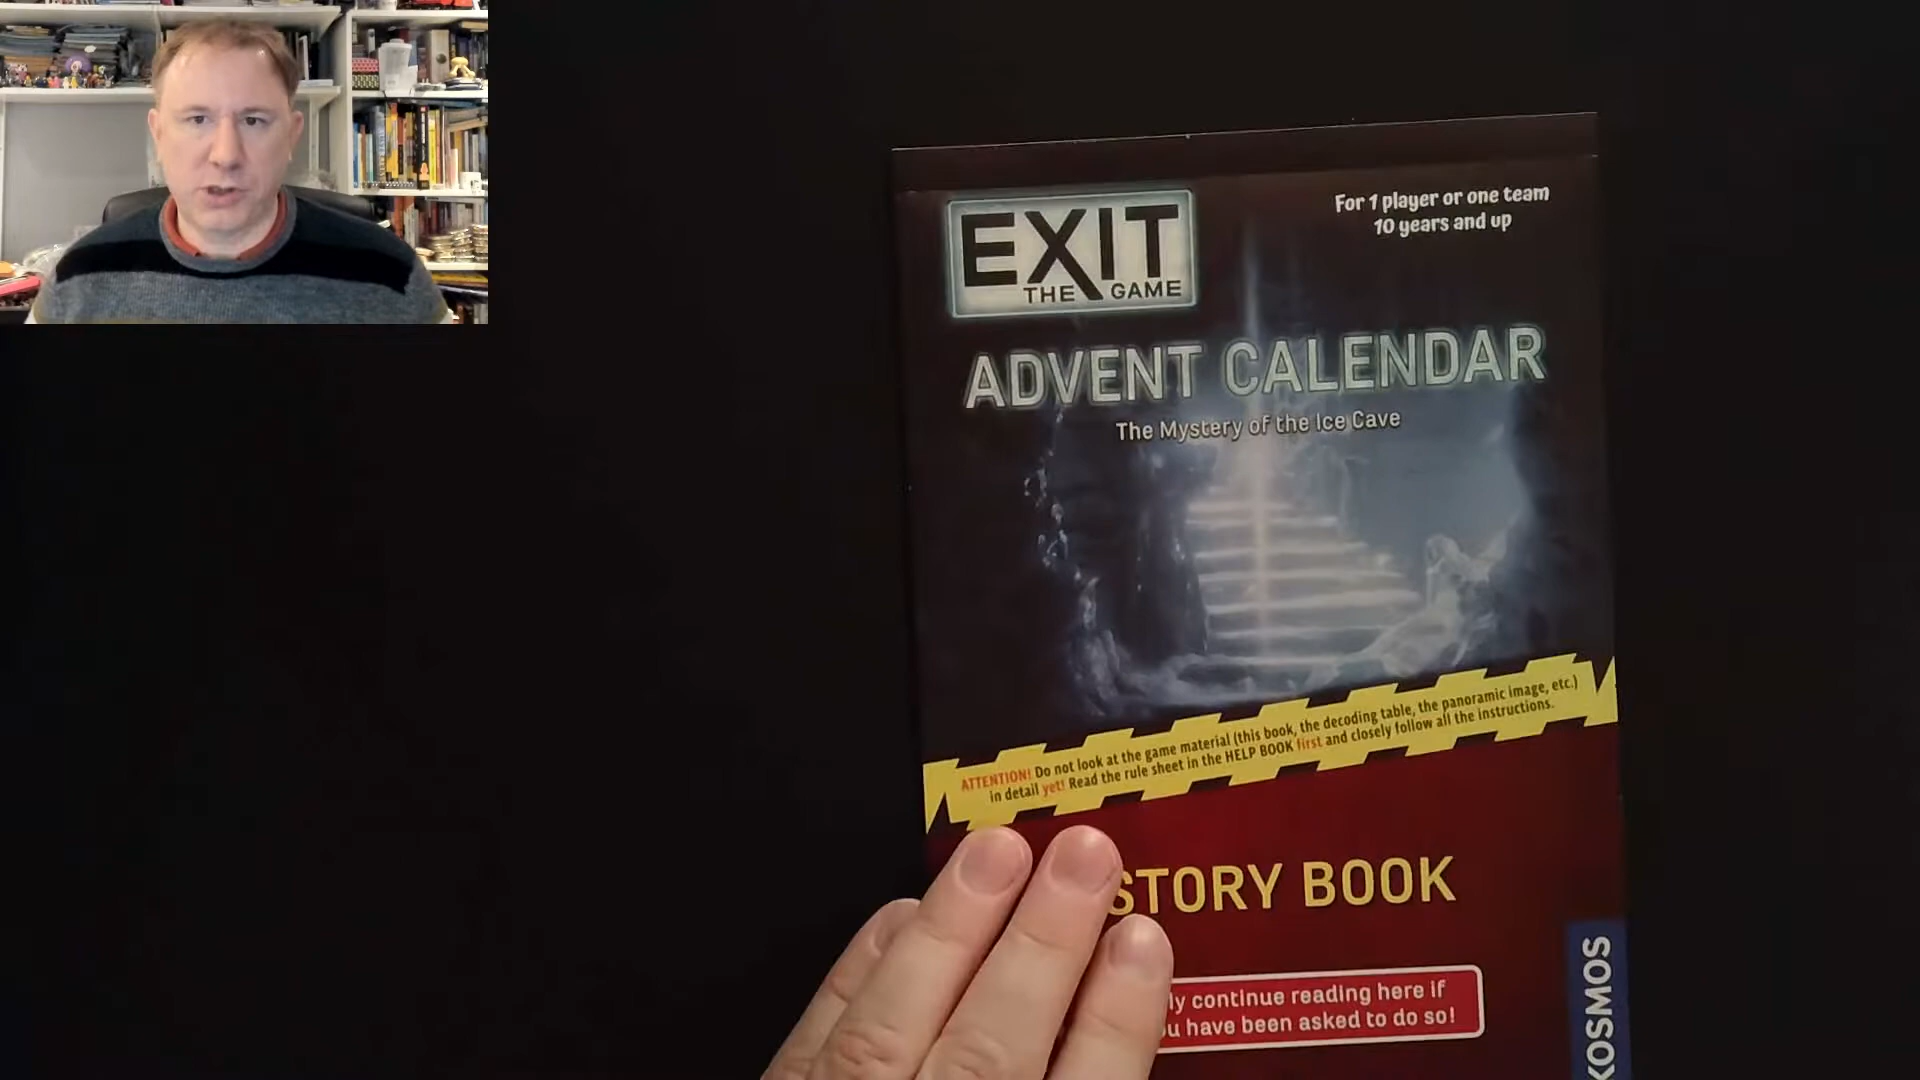 EXIT
THE GAME
For 1 player or one team
10 years and up
ADVENT CALENDAR
The Mystery of the Ice Cave
ATTENTION! Do not look at the game material (this book, the decoding table, the panoramic image, etc.)
in detail yet! Read the rule sheet in the HELP BOOK first and closely follow all the instructions.
STORY BOOK
ly continue reading here if
u have been asked to do so!
KOSMOS